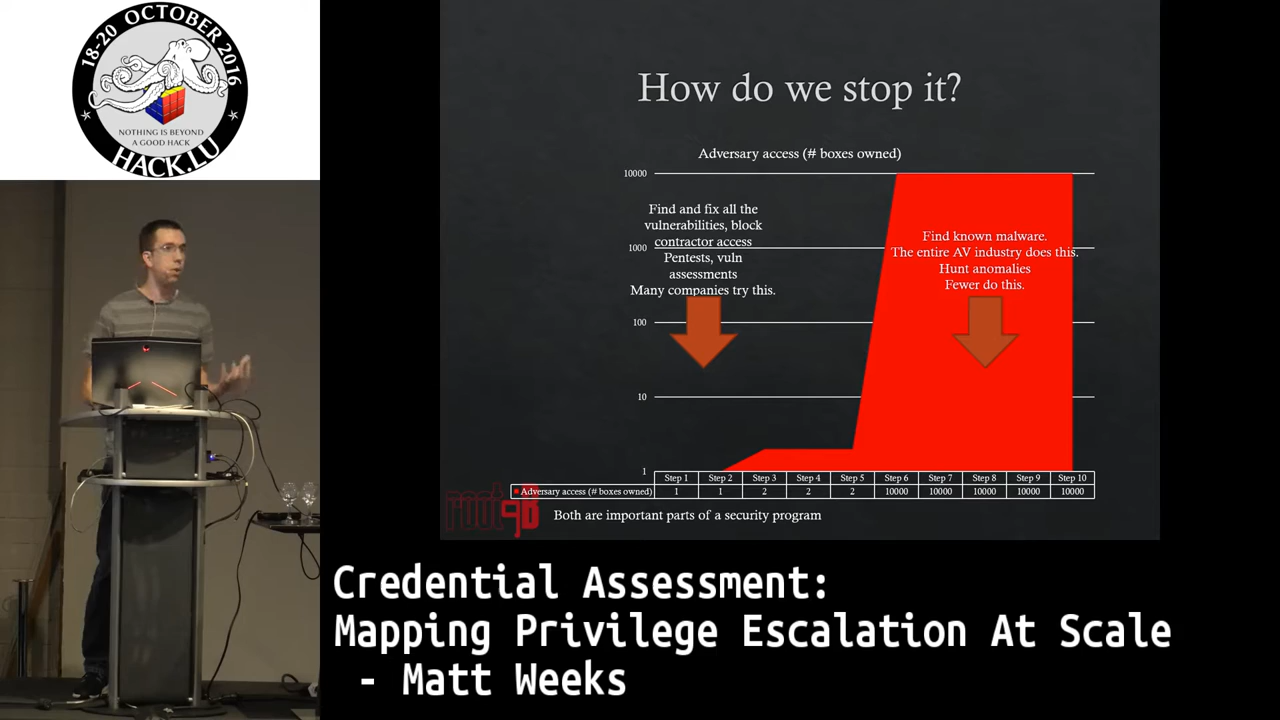 18-20 OCTOBER 2016
NOTHING IS BEYOND
A GOOD HACK
HACK.LU
How do we stop it?
Adversary access (# boxes owned)
10000
1000
100
10
1
Find and fix all the
vulnerabilities, block
contractor access
Pentests, vuln
assessments
Many companies try this.
Find known malware.
The entire AV industry does this.
Hunt anomalies
Fewer do this.
Step 1 Step 2 Step 3 Step 4 Step 5 Step 6 Step 7 Step 8 Step 9 Step 10
Adversary access (# boxes owned) 1 1 2 2 2 10000 10000 10000 10000 10000
root9B
Both are important parts of a security program
Credential Assessment:
Mapping Privilege Escalation At Scale
- Matt Weeks